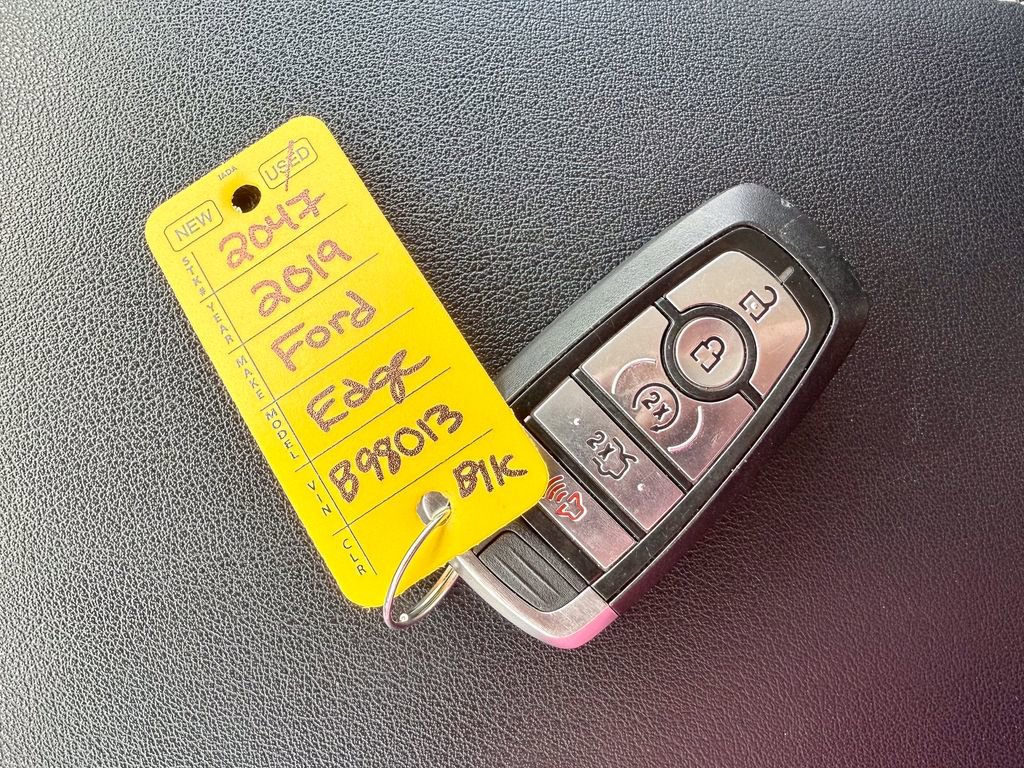 IADA
NEW USED
STK# 2047
YEAR 2019
MAKE Ford
MODEL Edge
VIN B98013
CLR Blk
2x
2x